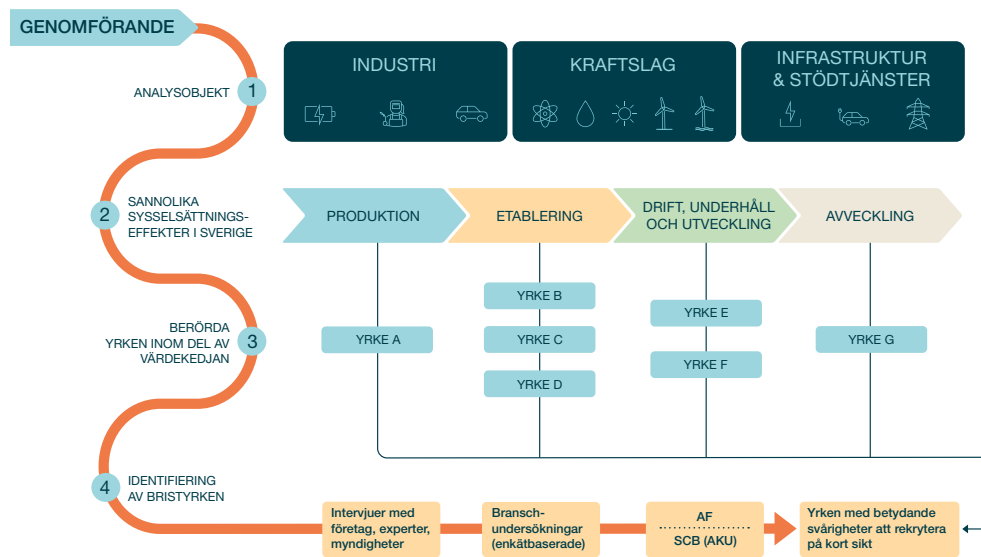 GENOMFÖRANDE
1
ANALYSOBJEKT
INDUSTRI
KRAFTSLAG
INFRASTRUKTUR
& STÖDTJÄNSTER
2
SANNOLIKA
SYSSELSÄTTNINGS-
EFFEKTER I SVERIGE
PRODUKTION
ETABLERING
DRIFT, UNDERHÅLL
OCH UTVECKLING
AVVECKLING
3
BERÖRDA
YRKEN INOM DEL AV
VÄRDEKEDJAN
YRKE A
YRKE B
YRKE C
YRKE D
YRKE E
YRKE F
YRKE G
4
IDENTIFIERING
AV BRISTYRKEN
Intervjuer med
företag, experter,
myndigheter
Bransch-
undersökningar
(enkätbaserade)
AF
SCB (AKU)
Yrken med betydande
svårigheter att rekrytera
på kort sikt